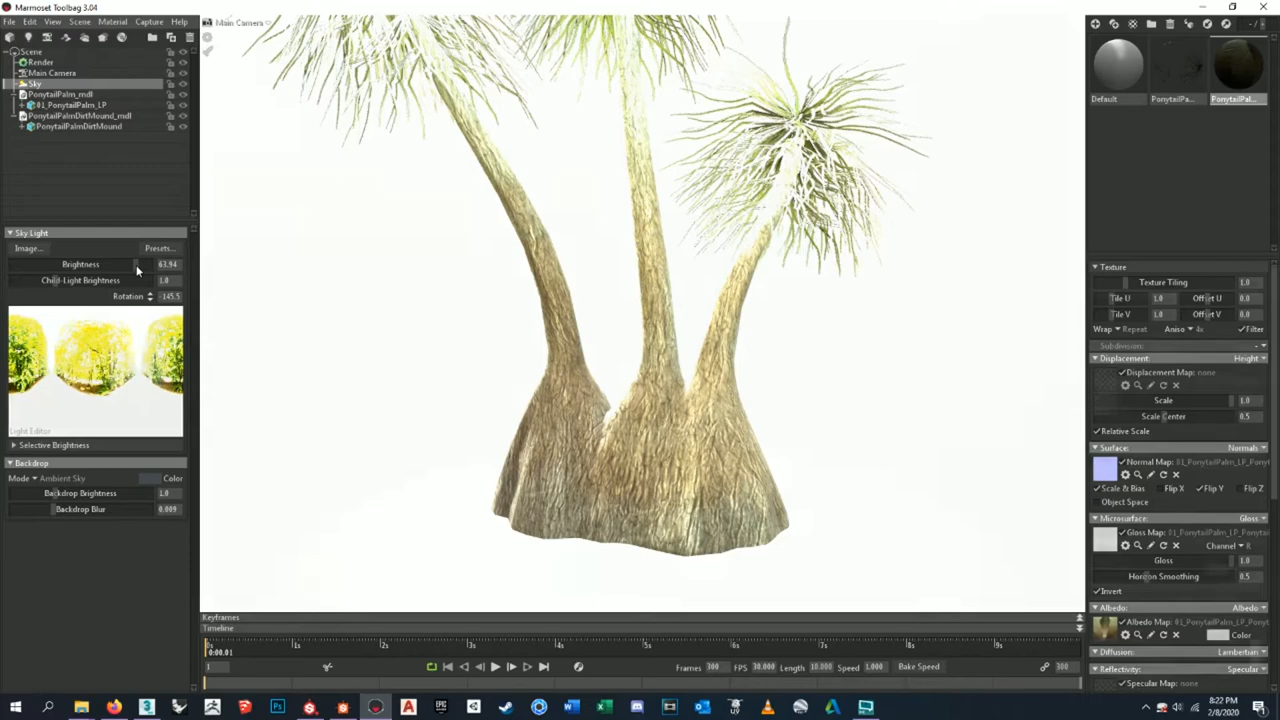 Marmoset Toolbag 3.04
File Edit View Scene Material Capture Help
Main Camera
Scene
Render
Main Camera
Sky
PonytailPalm_mdl
01_PonytailPalm_LP
PonytailPalmDirtMound_mdl
PonytailPalmDirtMound
Sky Light
Image... Presets...
Brightness 63.94
Child-Light Brightness 1.0
Rotation -145.5
Light Editor
Selective Brightness
Backdrop
Mode Ambient Sky Color
Backdrop Brightness 1.0
Backdrop Blur 0.009
Keyframes
Timeline
0s 1s 2s 3s 4s 5s 6s 7s 8s 9s
0:00.01
1 Frames 300 FPS 30.000 Length 10.000 Speed 1.000 Bake Speed 300
- /
Default PonytailPa... PonytailPal...
Texture
Texture Tiling 1.0
Tile U 1.0 Offset U 0.0
Tile V 1.0 Offset V 0.0
Wrap Repeat Aniso 4x Filter
Subdivision: -
Displacement: Height
Displacement Map: none
Scale 1.0
Scale Center 0.5
Relative Scale
Surface: Normals
Normal Map: 01_PonytailPalm_LP_Ponyt
Scale & Bias Flip X Flip Y Flip Z
Object Space
Microsurface: Gloss
Gloss Map: 01_PonytailPalm_LP_Ponyt
Channel R
Gloss 1.0
Horizon Smoothing 0.5
Invert
Albedo: Albedo
Albedo Map: 01_PonytailPalm_LP_Ponyt
Color
Diffusion: Lambertian
Reflectivity: Specular
Specular Map: none
8:22 PM
2/8/2020